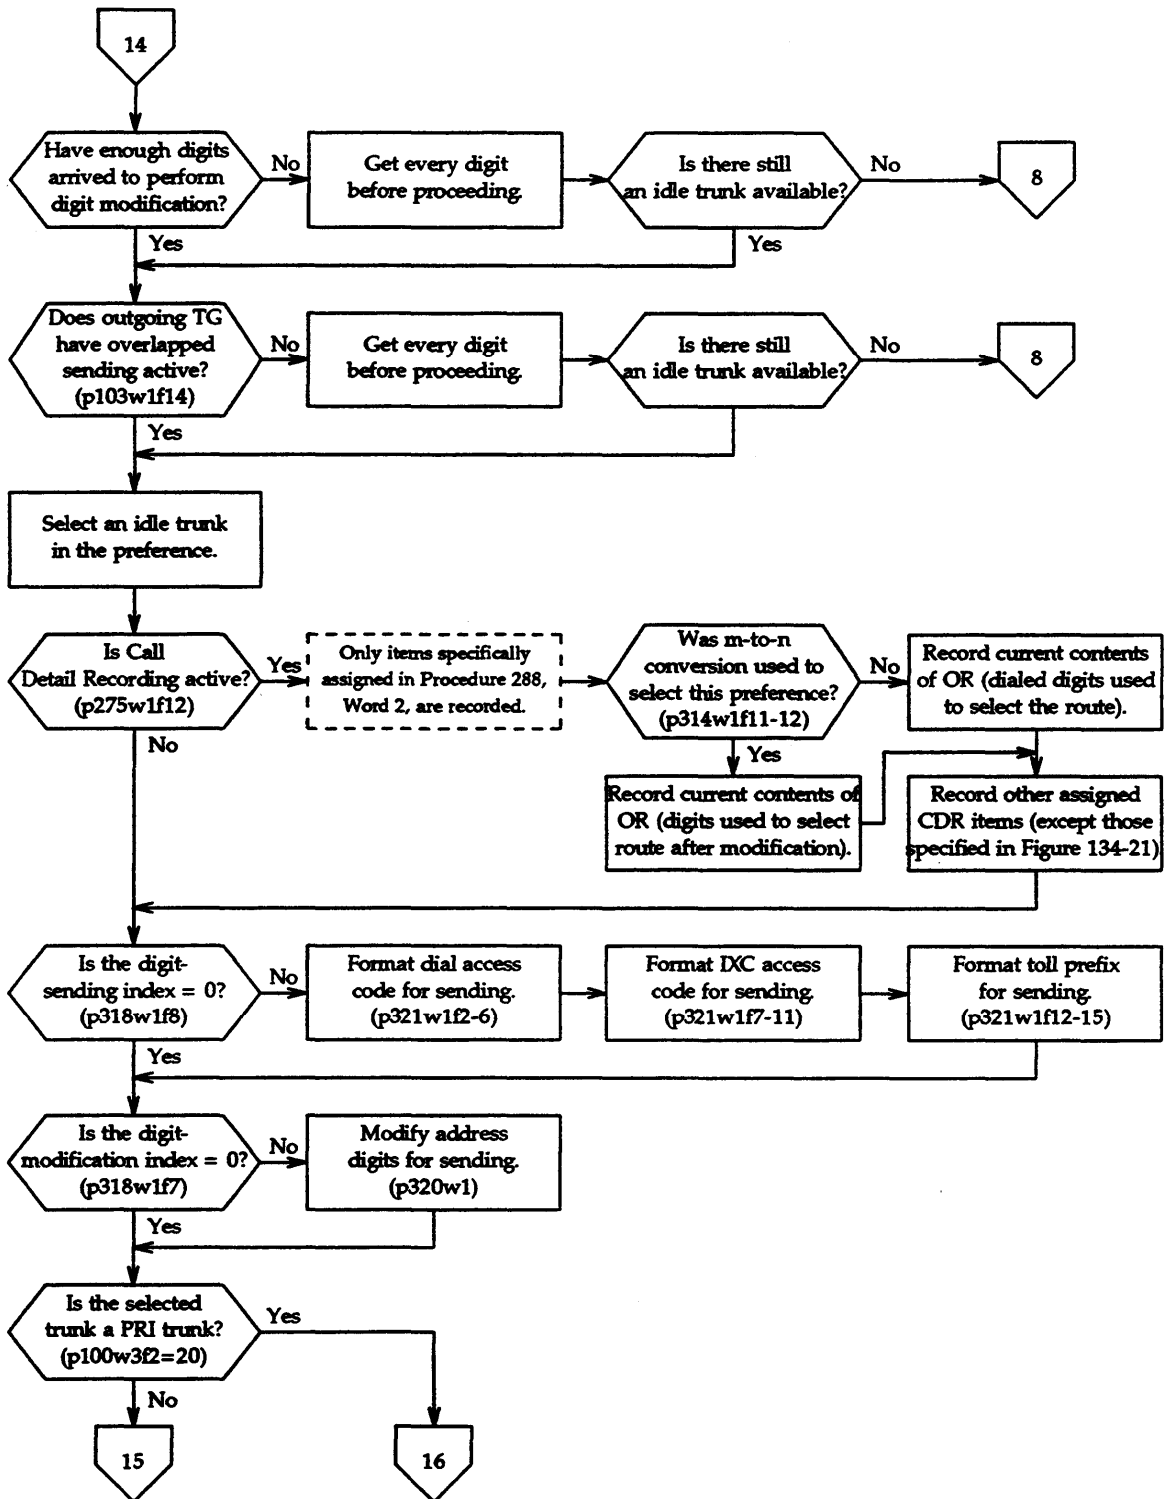 14
Have enough digits
arrived to perform
digit modification?
No
Get every digit
before proceeding.
Is there still
an idle trunk available?
No
8
Yes
Yes
Does outgoing TG
have overlapped
sending active?
(p103w1f14)
No
Get every digit
before proceeding.
Is there still
an idle trunk available?
No
8
Yes
Select an idle trunk
in the preference.
Is Call
Detail Recording active?
(p275w1f12)
Yes
Only items specifically
assigned in Procedure 288,
Word 2, are recorded.
Was m-to-n
conversion used to
select this preference?
(p314w1f11-12)
No
Record current contents
of OR (dialed digits used
to select the route).
No
Yes
Record current contents of
OR (digits used to select
route after modification).
Record other assigned
CDR items (except those
specified in Figure 134-21)
Is the digit-
sending index = 0?
(p318w1f8)
No
Format dial access
code for sending.
(p321w1f2-6)
Format IXC access
code for sending.
(p321w1f7-11)
Format toll prefix
for sending.
(p321w1f12-15)
Yes
Is the digit-
modification index = 0?
(p318w1f7)
No
Modify address
digits for sending.
(p320w1)
Yes
Is the selected
trunk a PRI trunk?
(p100w3f2=20)
Yes
No
15
16